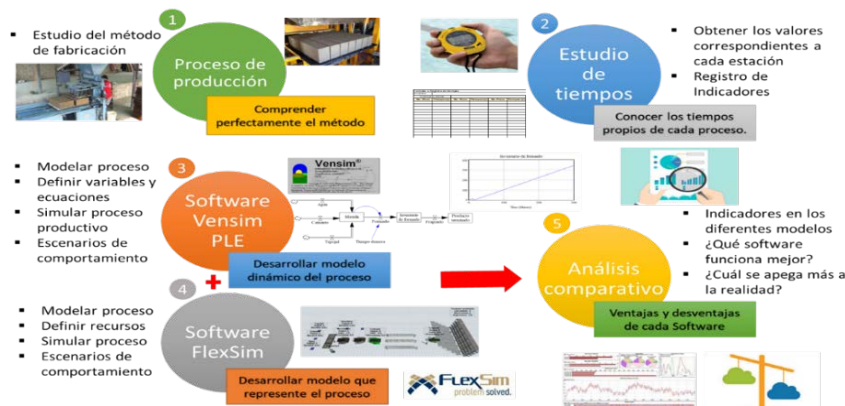 1
▪ Estudio del método
de fabricación
Proceso de
producción
Comprender
perfectamente el método
2
Estudio
de
tiempos
▪ Obtener los valores
correspondientes a
cada estación
▪ Registro de
Indicadores
Conocer los tiempos
propios de cada proceso.
▪ Modelar proceso
▪ Definir variables y
ecuaciones
▪ Simular proceso
productivo
▪ Escenarios de
comportamiento
3
Software
Vensim
PLE
Vensim®
Desarrollar modelo
dinámico del proceso
+
4
▪ Modelar proceso
▪ Definir recursos
▪ Simular proceso
▪ Escenarios de
comportamiento
Software
FlexSim
Desarrollar modelo que
represente el proceso
FLEXSIM
problem solved.
5
Análisis
comparativo
▪ Indicadores en los
diferentes modelos
▪ ¿Qué software
funciona mejor?
▪ ¿Cuál se apega más a
la realidad?
Ventajas y desventajas
de cada Software